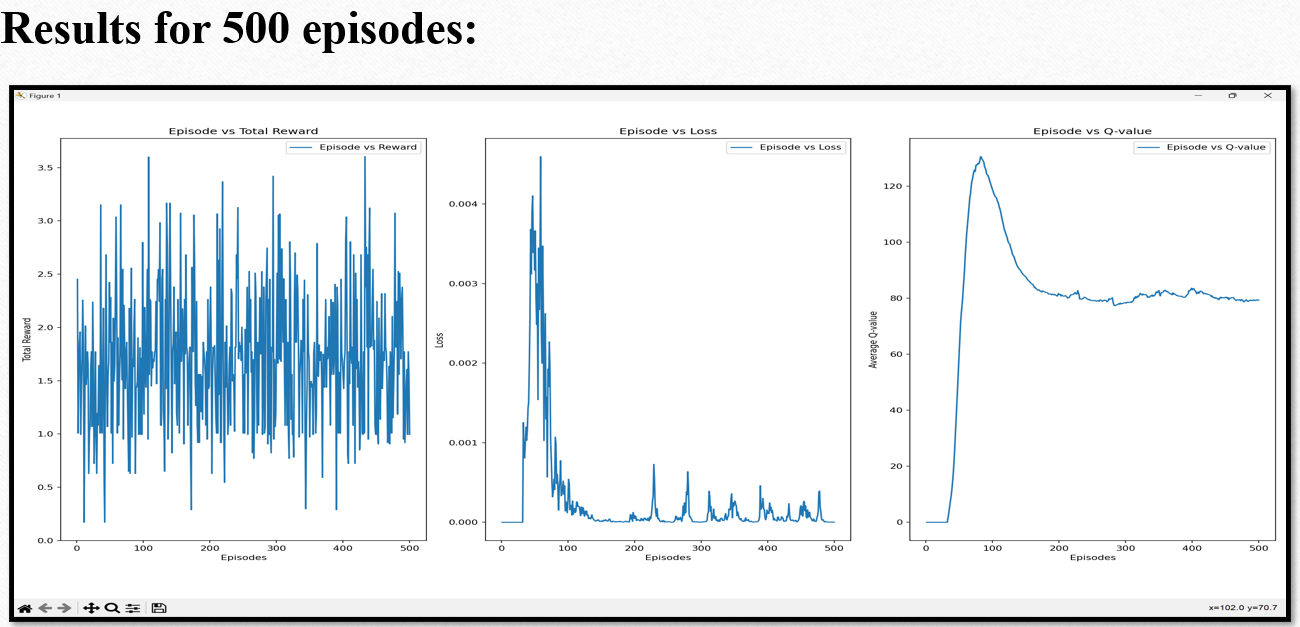 Results for 500 episodes:
Figure 1
Episode vs Total Reward
Episode vs Reward
Total Reward
3.5
3.0
2.5
2.0
1.5
1.0
0.5
0.0
0 100 200 300 400 500
Episodes
Episode vs Loss
Episode vs Loss
Loss
0.004
0.003
0.002
0.001
0.000
0 100 200 300 400 500
Episodes
Episode vs Q-value
Episode vs Q-value
Average Q-value
120
100
80
60
40
20
0
0 100 200 300 400 500
Episodes
x=102.0 y=70.7